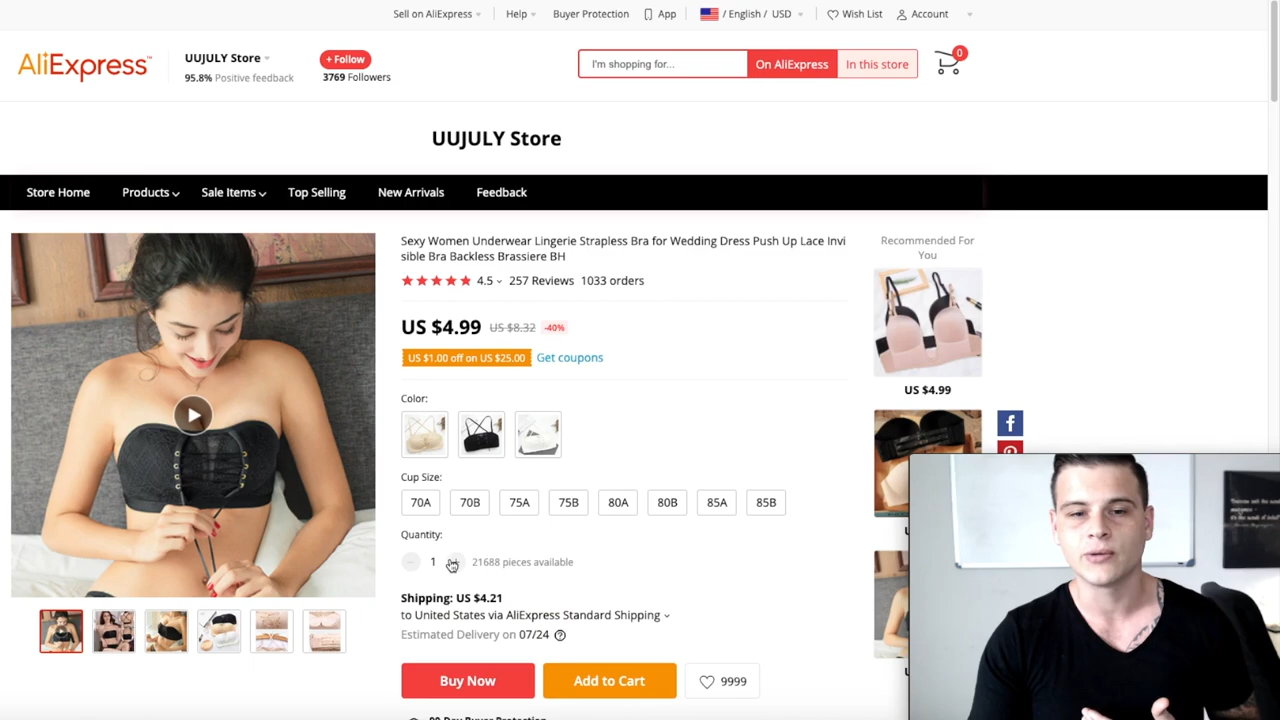 Sell on AliExpress
Help
Buyer Protection
App
/ English / USD
Wish List
Account
AliExpress™
UUJULY Store
95.8% Positive feedback
+ Follow
3769 Followers
I'm shopping for...
On AliExpress
In this store
0
UUJULY Store
Store Home
Products
Sale Items
Top Selling
New Arrivals
Feedback
Sexy Women Underwear Lingerie Strapless Bra for Wedding Dress Push Up Lace Invi
sible Bra Backless Brassiere BH
4.5
257 Reviews
1033 orders
US $4.99 US $8.32 -40%
US $1.00 off on US $25.00 Get coupons
Color:
Cup Size:
70A 70B 75A 75B 80A 80B 85A 85B
Quantity:
1
21688 pieces available
Shipping: US $4.21
to United States via AliExpress Standard Shipping
Estimated Delivery on 07/24
Buy Now
Add to Cart
9999
Recommended For
You
US $4.99
f